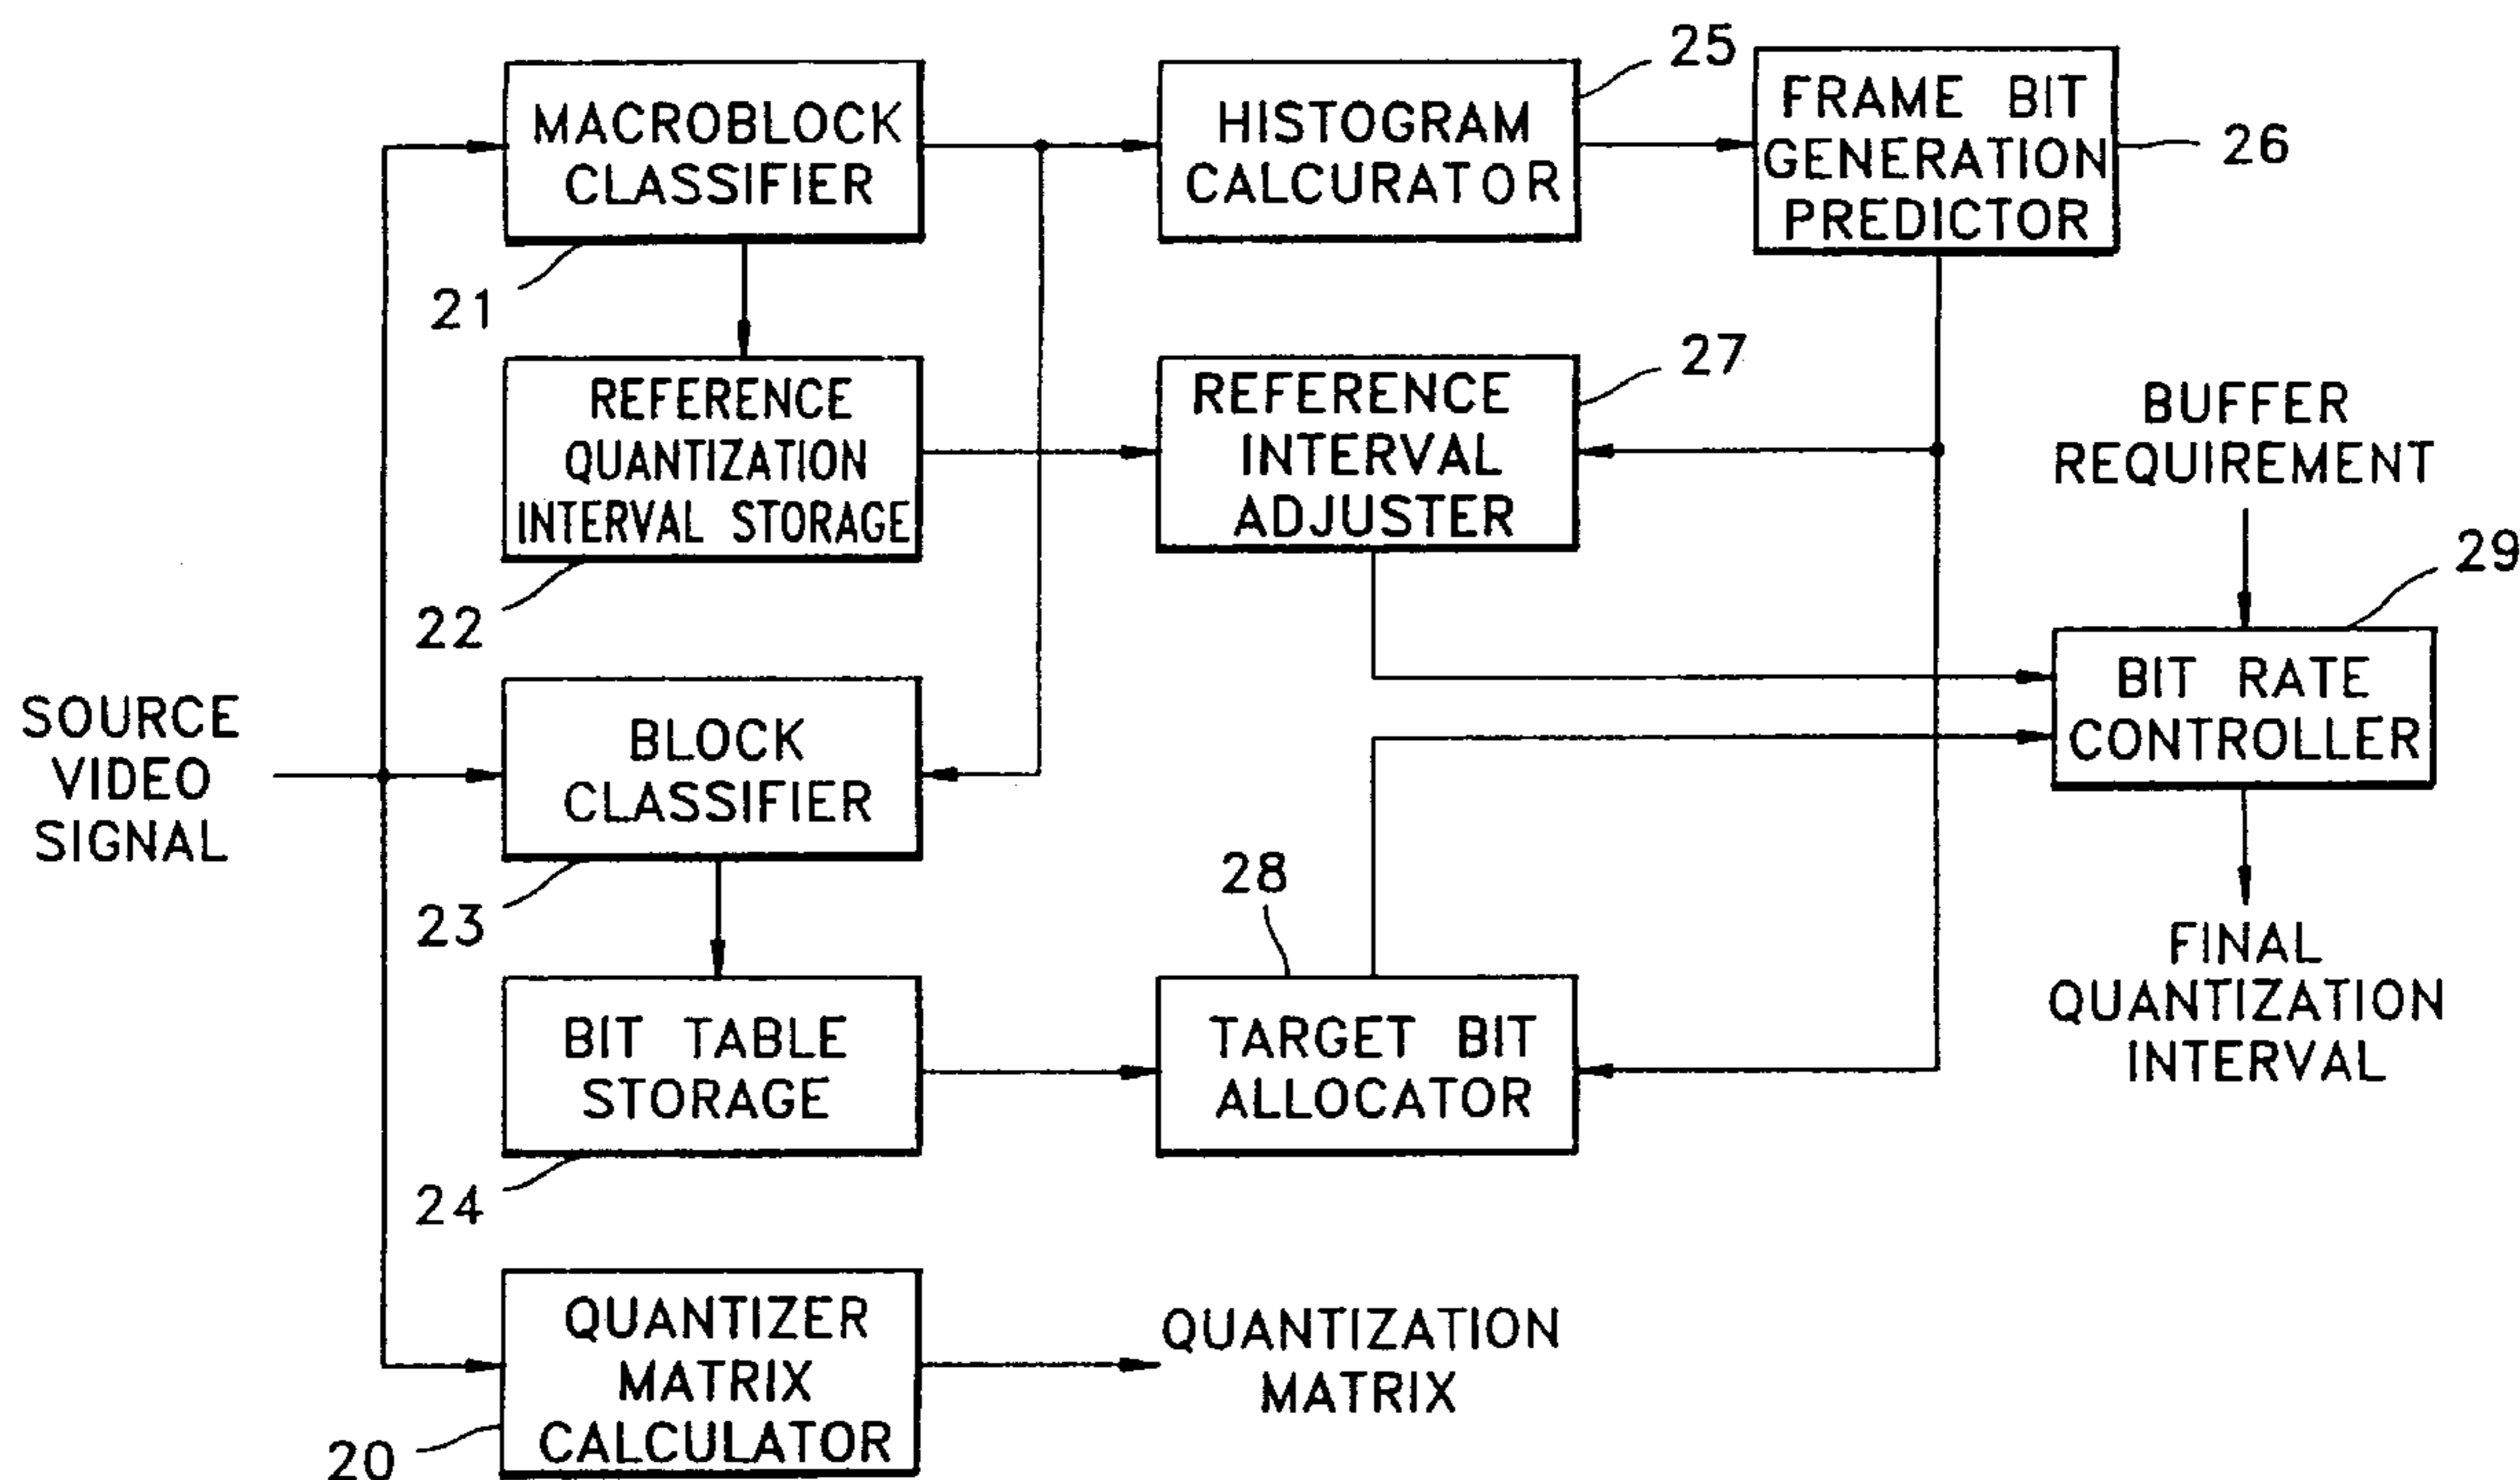 MACROBLOCK
CLASSIFIER
21
HISTOGRAM
CALCURATOR
25
FRAME BIT
GENERATION
PREDICTOR
26
REFERENCE
QUANTIZATION
INTERVAL STORAGE
22
REFERENCE
INTERVAL
ADJUSTER
27
BUFFER
REQUIREMENT
29
BIT RATE
CONTROLLER
SOURCE
VIDEO
SIGNAL
BLOCK
CLASSIFIER
23
28
FINAL
QUANTIZATION
INTERVAL
BIT TABLE
STORAGE
24
TARGET BIT
ALLOCATOR
QUANTIZER
MATRIX
CALCULATOR
20
QUANTIZATION
MATRIX